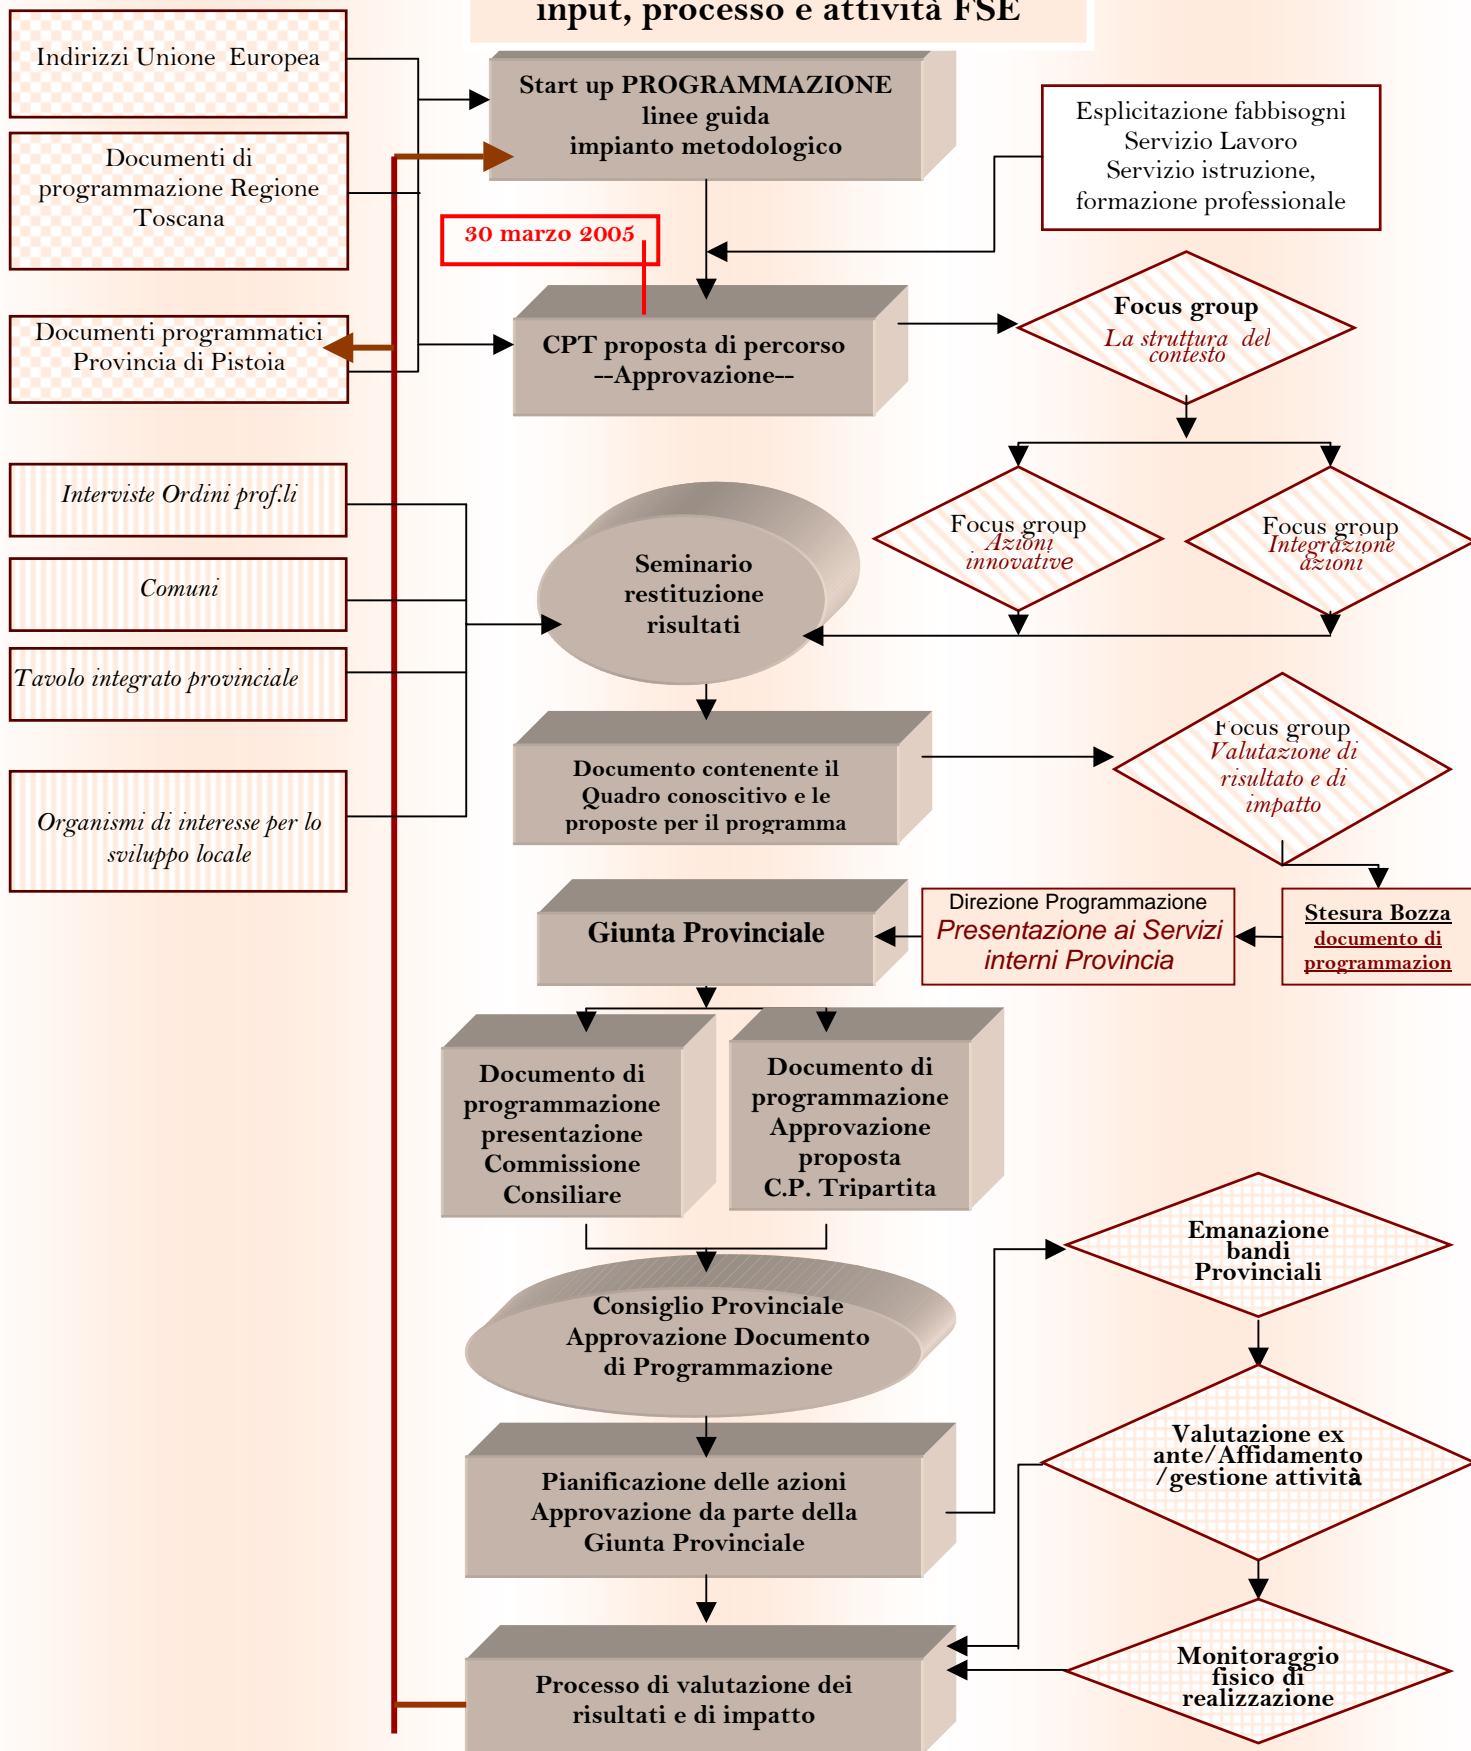 input, processo e attività FSE
Indirizzi Unione Europea
Start up PROGRAMMAZIONE
linee guida
impianto metodologico
Esplicitazione fabbisogni
Servizio Lavoro
Servizio istruzione,
formazione professionale
Documenti di
programmazione Regione
Toscana
30 marzo 2005
Documenti programmatici
Provincia di Pistoia
CPT proposta di percorso
--Approvazione--
Focus group
La struttura del
contesto
Interviste Ordini prof.li
Comuni
Tavolo integrato provinciale
Organismi di interesse per lo
sviluppo locale
Seminario
restituzione
risultati
Focus group
Azioni
innovative
Focus group
Integrazione
azioni
Documento contenente il
Quadro conoscitivo e le
proposte per il programma
Focus group
Valutazione di
risultato e di
impatto
Stesura Bozza
documento di
programmazion
Direzione Programmazione
Presentazione ai Servizi
interni Provincia
Giunta Provinciale
Documento di
programmazione
presentazione
Commissione
Consiliare
Documento di
programmazione
Approvazione
proposta
C.P. Tripartita
Consiglio Provinciale
Approvazione Documento
di Programmazione
Emanazione
bandi
Provinciali
Pianificazione delle azioni
Approvazione da parte della
Giunta Provinciale
Valutazione ex
ante/Affidamento
/gestione attività
Processo di valutazione dei
risultati e di impatto
Monitoraggio
fisico di
realizzazione